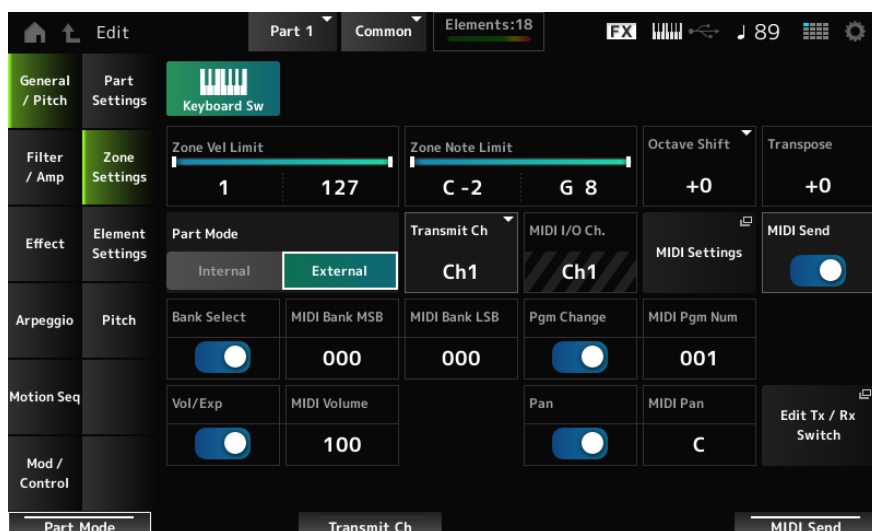 Edit
Part 1
Common
Elements:18
FX
♩ 89
General / Pitch
Part Settings
Keyboard Sw
Filter / Amp
Zone Settings
Zone Vel Limit
1
127
Zone Note Limit
C -2
G 8
Octave Shift
+0
Transpose
+0
Effect
Element Settings
Part Mode
Internal
External
Transmit Ch
Ch1
MIDI I/O Ch.
Ch1
MIDI Settings
MIDI Send
Arpeggio
Pitch
Bank Select
MIDI Bank MSB
000
MIDI Bank LSB
000
Pgm Change
MIDI Pgm Num
001
Motion Seq
Vol/Exp
MIDI Volume
100
Pan
MIDI Pan
C
Edit Tx / Rx Switch
Mod / Control
Part Mode
Transmit Ch
MIDI Send